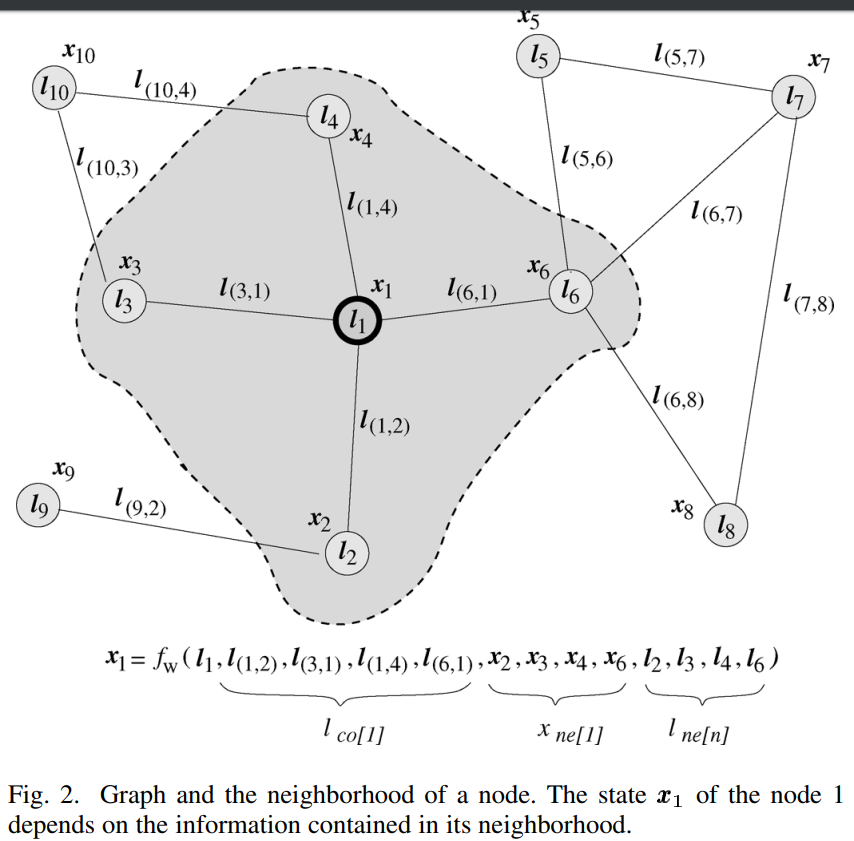 x5
x10
l5
l(5,7)
x7
l10
l(10,4)
l7
l4
x4
l(5,6)
l(10,3)
l(1,4)
l(6,7)
x3
x6
l3
l(3,1)
x1
l(6,1)
l6
l(7,8)
l1
l(6,8)
l(1,2)
x9
l9
l(9,2)
x2
x8
l8
l2
x1 = fw ( l1 , l(1,2) , l(3,1) , l(1,4) , l(6,1) , x2 , x3 , x4 , x6 , l2 , l3 , l4 , l6 )
l co[1] x ne[1] l ne[n]
Fig. 2. Graph and the neighborhood of a node. The state x1 of the node 1
depends on the information contained in its neighborhood.